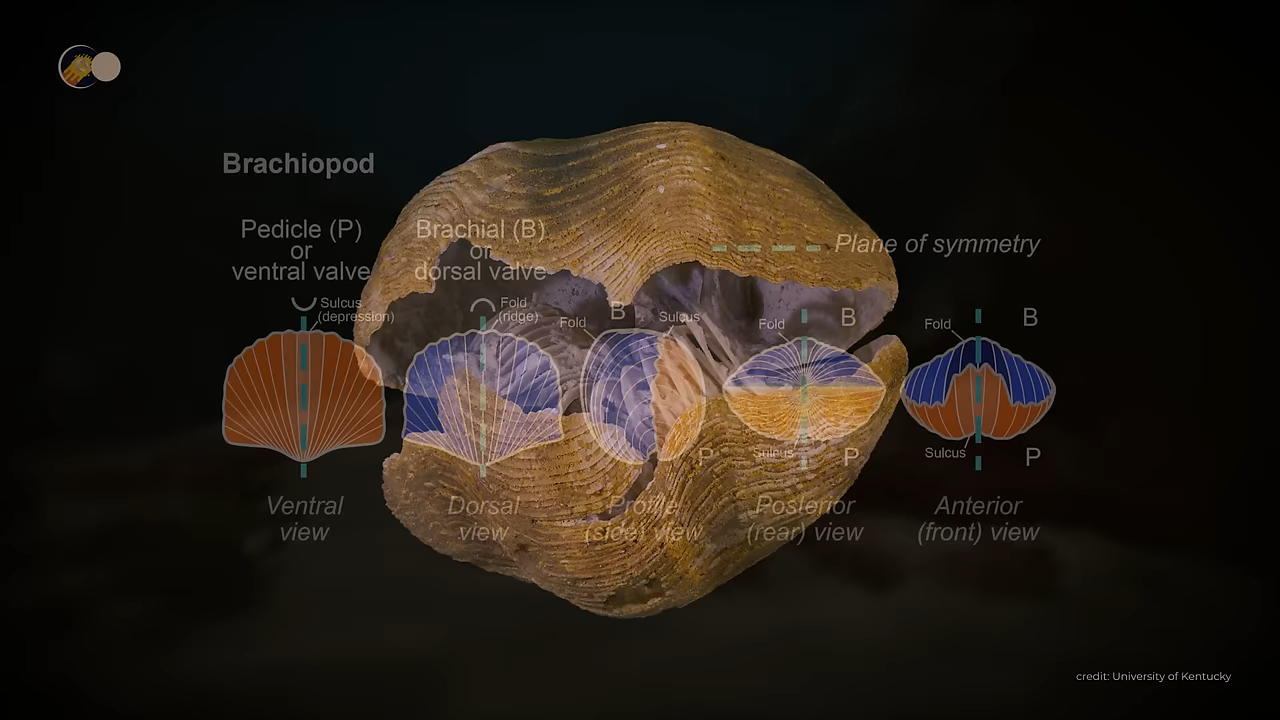 Brachiopod
Pedicle (P)
or
ventral valve
Brachial (B)
or
dorsal valve
Plane of symmetry
Sulcus
(depression)
Fold
(ridge)
Fold
B
Sulcus
Fold
B
Fold
B
P
Sulcus
P
Sulcus
P
Ventral
view
Dorsal
view
Profile
(side) view
Posterior
(rear) view
Anterior
(front) view
credit: University of Kentucky